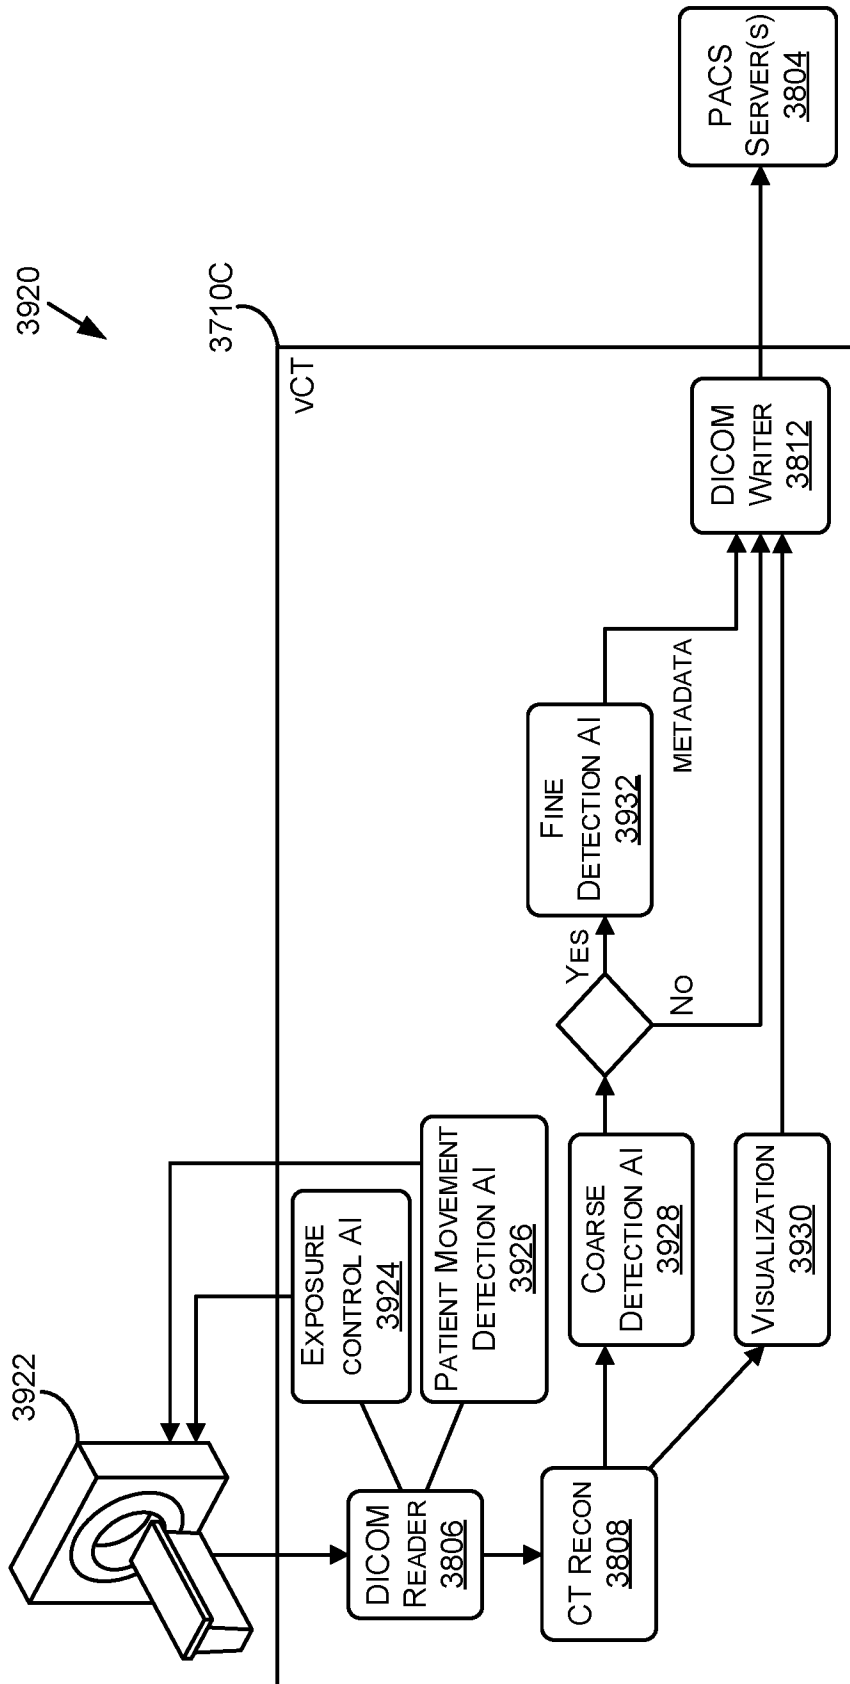 3920
3922
3710C
vCT
EXPOSURE
CONTROL AI
3924
PATIENT MOVEMENT
DETECTION AI
3926
DICOM
READER
3806
CT RECON
3808
COARSE
DETECTION AI
3928
VISUALIZATION
3930
YES
NO
FINE
DETECTION AI
3932
METADATA
DICOM
WRITER
3812
PACS
SERVER(S)
3804